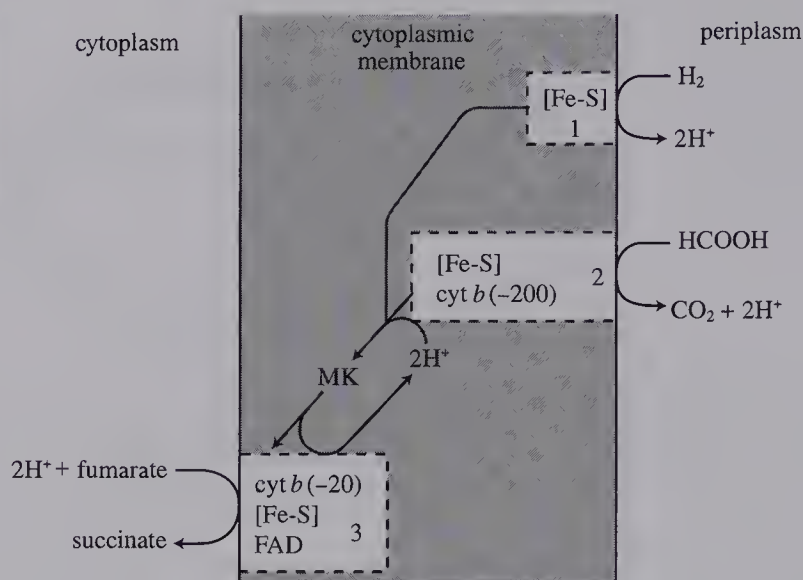 cytoplasm
cytoplasmic
membrane
periplasm
[Fe-S]
1
H₂
2H⁺
[Fe-S]
cyt b (–200)
2
HCOOH
CO₂ + 2H⁺
2H⁺
MK
2H⁺ + fumarate
succinate
cyt b (–20)
[Fe-S]
FAD
3